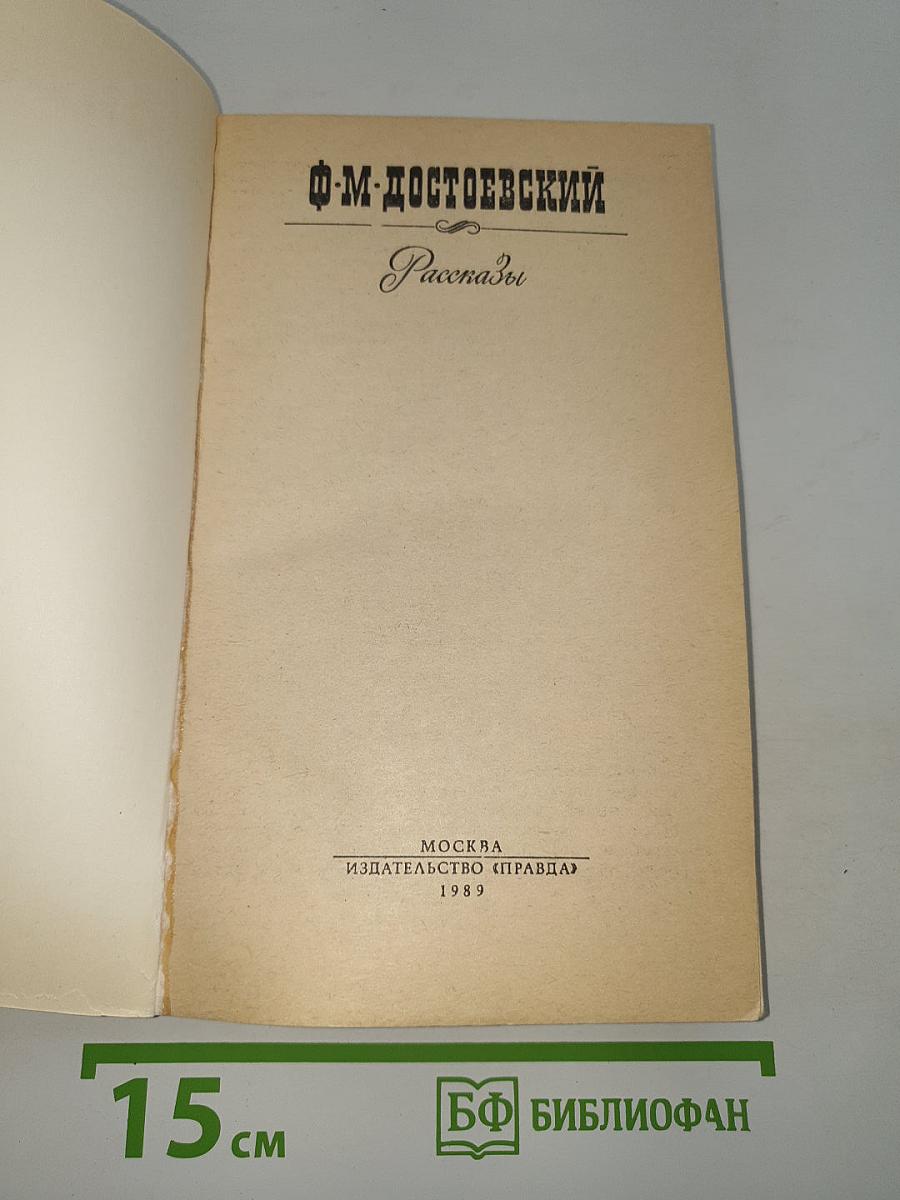 Ф·М·ДОСТОЕВСКИЙ
Рассказы
МОСКВА
ИЗДАТЕЛЬСТВО «ПРАВДА»
1989
15 см
БФ БИБЛИОФАН